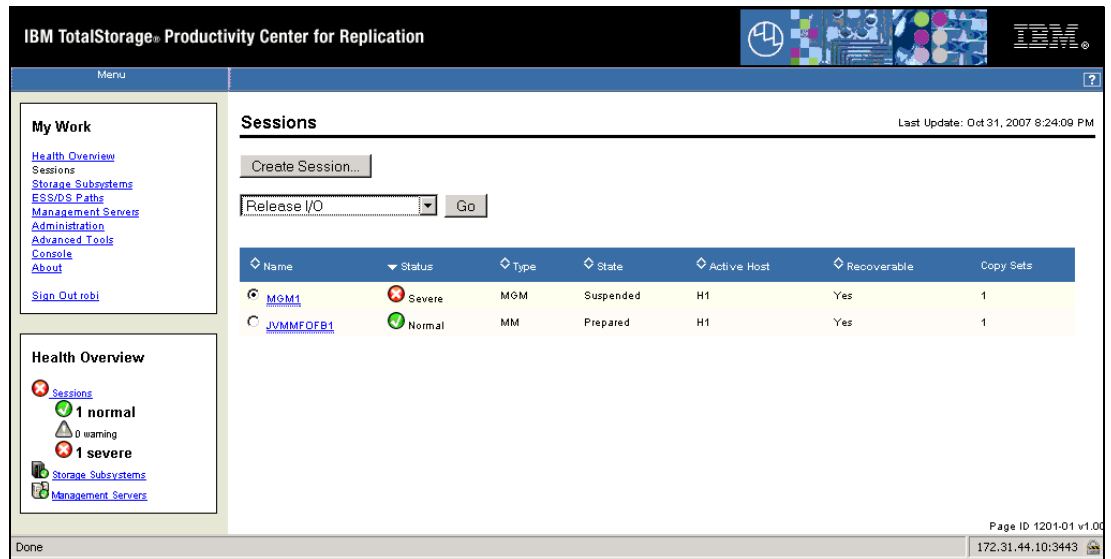 IBM TotalStorage® Productivity Center for Replication
IBM®
Menu
?
My Work
Health Overview
Sessions
Storage Subsystems
ESS/DS Paths
Management Servers
Administration
Advanced Tools
Console
About
Sign Out robi
Health Overview
Sessions
1 normal
0 warning
1 severe
Storage Subsystems
Management Servers
Sessions
Last Update: Oct 31, 2007 8:24:09 PM
Create Session...
Release I/O Go
Name Status Type State Active Host Recoverable Copy Sets
MGM1 Severe MGM Suspended H1 Yes 1
JVMMFOFB1 Normal MM Prepared H1 Yes 1
Page ID 1201-01 v1.00
Done
172.31.44.10:3443